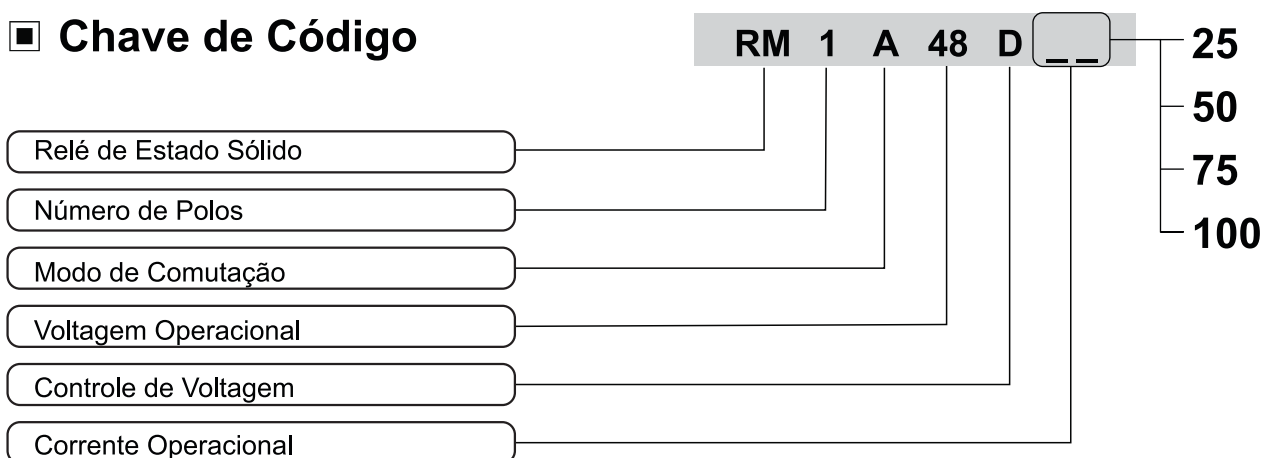 Chave de Código
RM 1 A 48 D _ _
25
50
75
100
Relé de Estado Sólido
Número de Polos
Modo de Comutação
Voltagem Operacional
Controle de Voltagem
Corrente Operacional